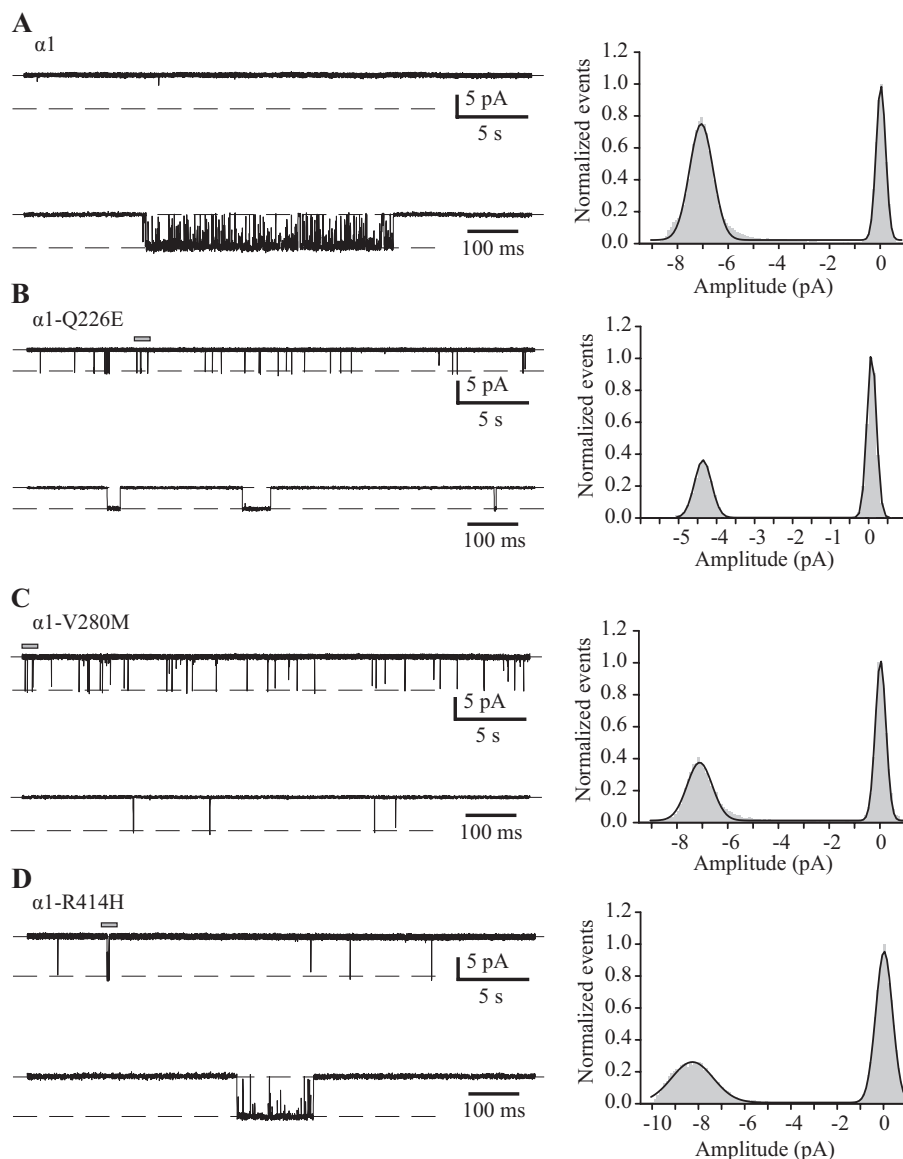 A
α1
5 pA
5 s
100 ms
Normalized events
1.2
1.0
0.8
0.6
0.4
0.2
0.0
-8 -6 -4 -2 0
Amplitude (pA)
B
α1-Q226E
5 pA
5 s
100 ms
Normalized events
1.2
1.0
0.8
0.6
0.4
0.2
0.0
-5 -4 -3 -2 -1 0
Amplitude (pA)
C
α1-V280M
5 pA
5 s
100 ms
Normalized events
1.2
1.0
0.8
0.6
0.4
0.2
0.0
-8 -6 -4 -2 0
Amplitude (pA)
D
α1-R414H
5 pA
5 s
100 ms
Normalized events
1.2
1.0
0.8
0.6
0.4
0.2
0.0
-10 -8 -6 -4 -2 0
Amplitude (pA)